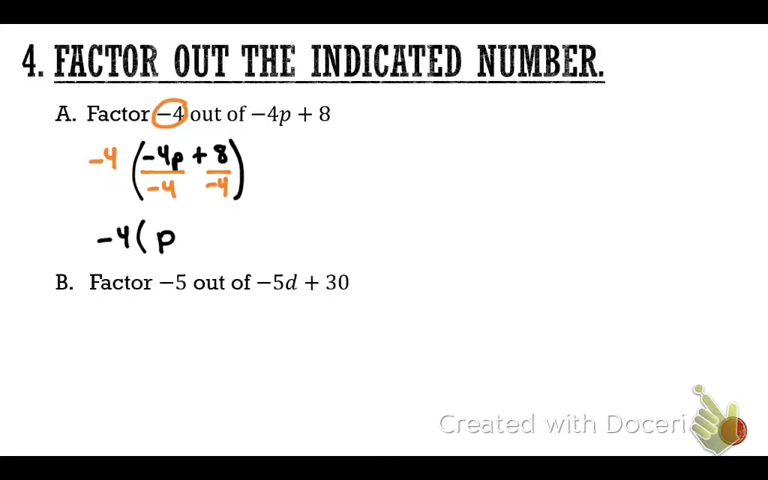 4. FACTOR OUT THE INDICATED NUMBER.
A. Factor −4 out of −4p + 8
−4 (−4p/−4 + 8/−4)
−4( p
B. Factor −5 out of −5d + 30
Created with Doceri